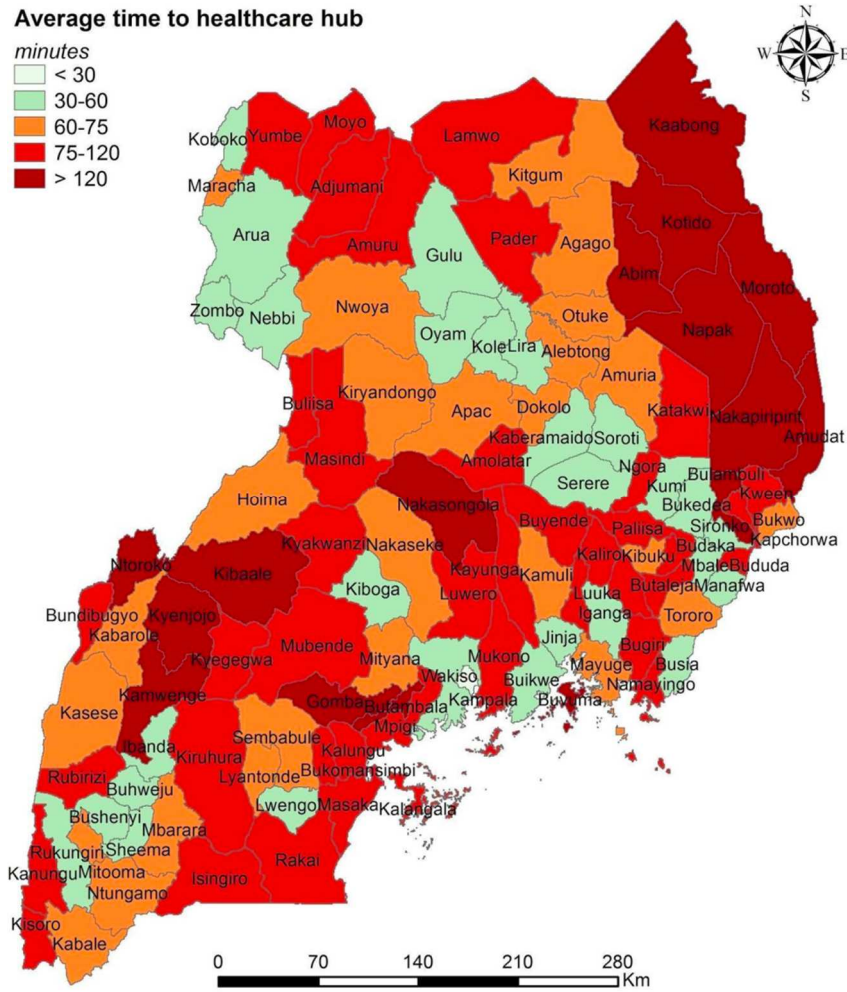 Average time to healthcare hub
minutes
< 30
30-60
60-75
75-120
> 120
N
W E
S
Kaabong
Koboko Yumbe Moyo Lamwo
Kitgum
Maracha Adjumani
Kotido
Arua Pader Agago
Amuru Gulu Abim
Moroto
Zombo Nebbi Nwoya Otuke
Oyam Kole Lira Napak
Alebtong
Amuria
Kiryandongo
Buliisa Apac Dokolo Katakwi Nakapiripirit
Kaberamaido Soroti Amudat
Masindi Amolatar Ngora
Serere Kumi Bulambuli
Kween
Hoima Nakasongola Bukedea
Buyende Pallisa Sironko Bukwo
Kyakwanzi Nakaseke Budaka Kapchorwa
Ntoroko Kaliro Kibuku
Kibaale Kayunga Kamuli Mbale Bududa
Kiboga Luwero Luuka Butaleja Manafwa
Bundibugyo Kyenjojo Iganga Tororo
Kabarole Jinja Bugiri
Kyegegwa Mubende Mityana Mukono Mayuge Busia
Wakiso Buikwe Namayingo
Kasese Kamwenge Gomba Butambala Kampala Buvuma
Mpigi
Ibanda Kiruhura Sembabule Kalungu
Rubirizi Lyantonde Bukomansimbi
Buhweju
Bushenyi Lwengo Masaka Kalangala
Mbarara
Rukungiri Sheema
Kanungu Mitooma Isingiro Rakai
Ntungamo
Kisoro
Kabale
0 70 140 210 280
Km